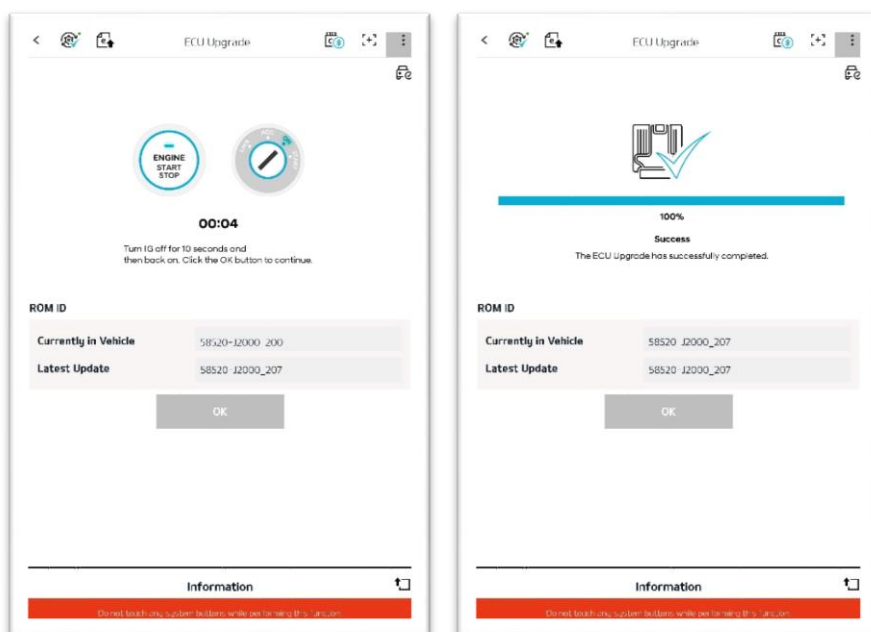 ECU Upgrade
ENGINE
START
STOP
LOCK
ACC
ON
START
00:04
Turn IG off for 10 seconds and
then back on. Click the OK button to continue.
ROM ID
Currently in Vehicle 58520-J2000_200
Latest Update 58520-J2000_207
OK
Information
Do not touch any system buttons while performing this function.
ECU Upgrade
100%
Success
The ECU Upgrade has successfully completed.
ROM ID
Currently in Vehicle 58520-J2000_207
Latest Update 58520-J2000_207
OK
Information
Do not touch any system buttons while performing this function.